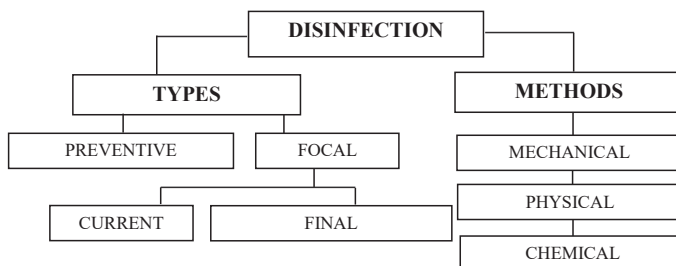 DISINFECTION
TYPES
METHODS
PREVENTIVE
FOCAL
MECHANICAL
CURRENT
FINAL
PHYSICAL
CHEMICAL